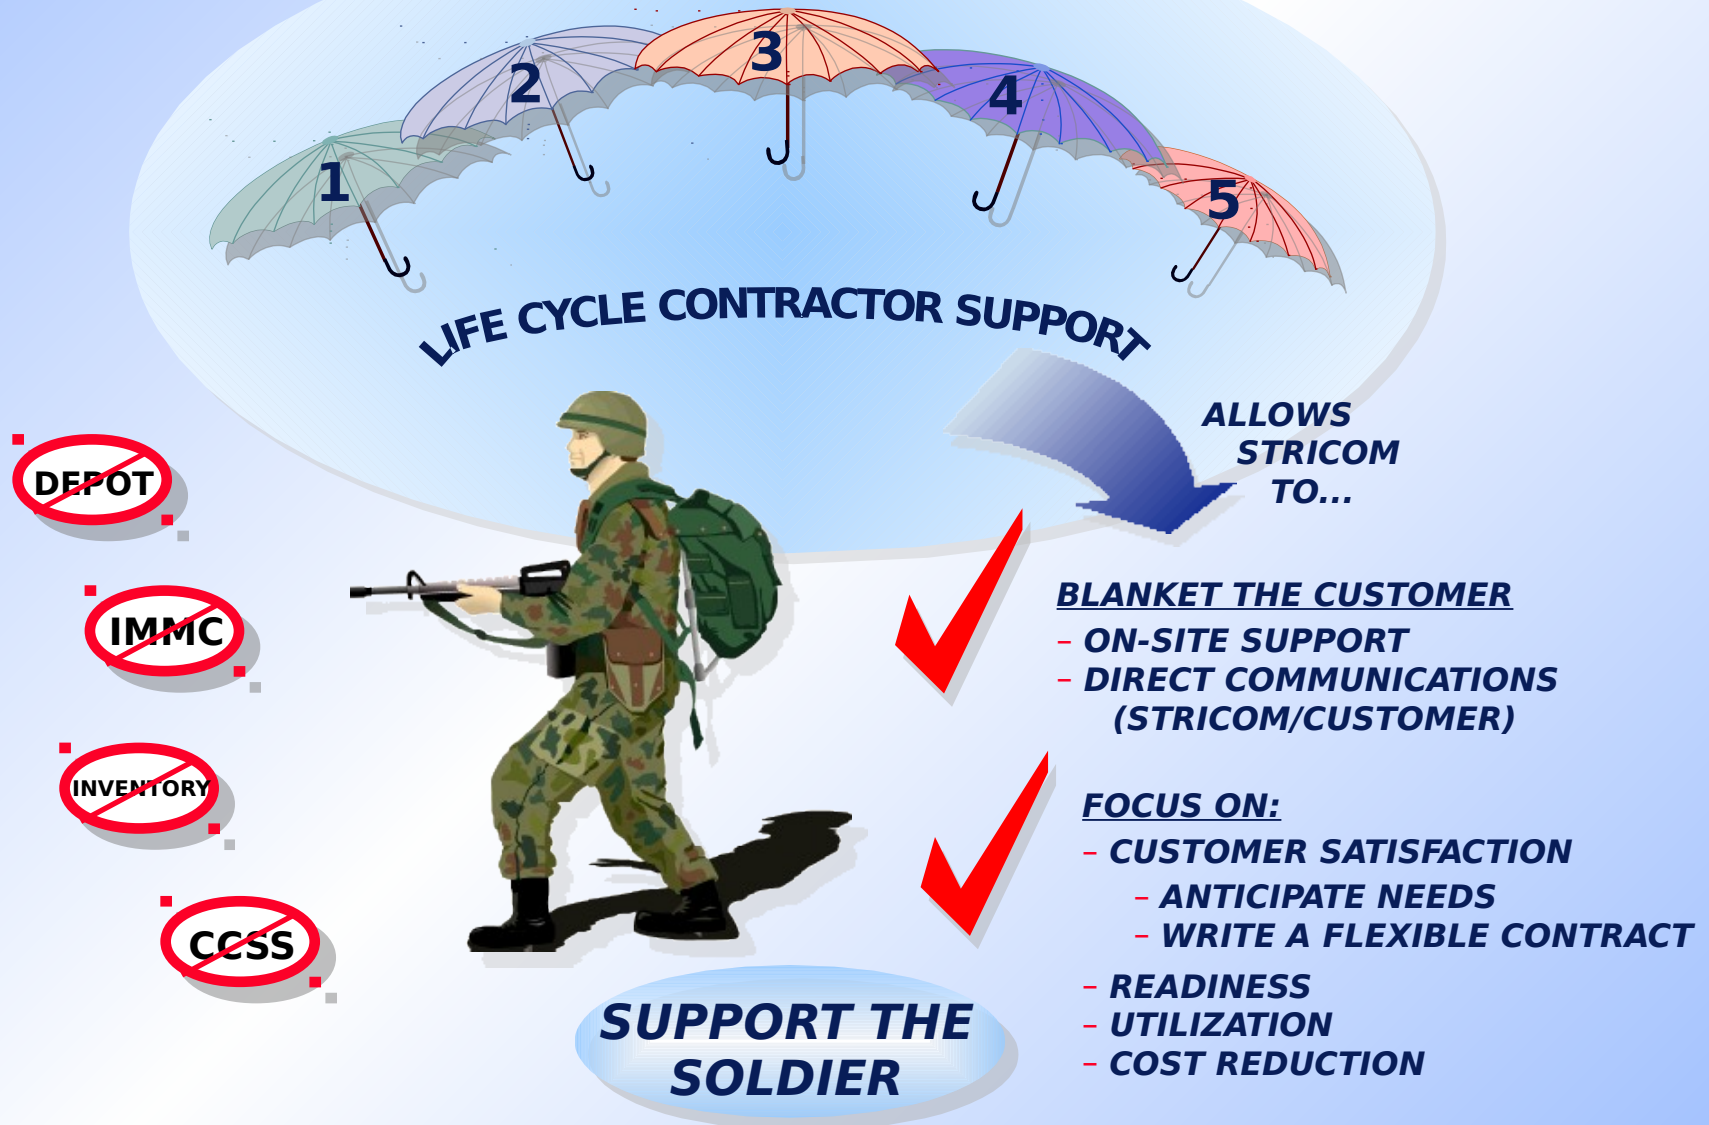 1
2
3
4
5
LIFE CYCLE CONTRACTOR SUPPORT
ALLOWS
STRICOM
TO...
DEPOT
IMMC
INVENTORY
CCSS
BLANKET THE CUSTOMER
– ON-SITE SUPPORT
– DIRECT COMMUNICATIONS
(STRICOM/CUSTOMER)
FOCUS ON:
– CUSTOMER SATISFACTION
– ANTICIPATE NEEDS
– WRITE A FLEXIBLE CONTRACT
– READINESS
– UTILIZATION
– COST REDUCTION
SUPPORT THE
SOLDIER